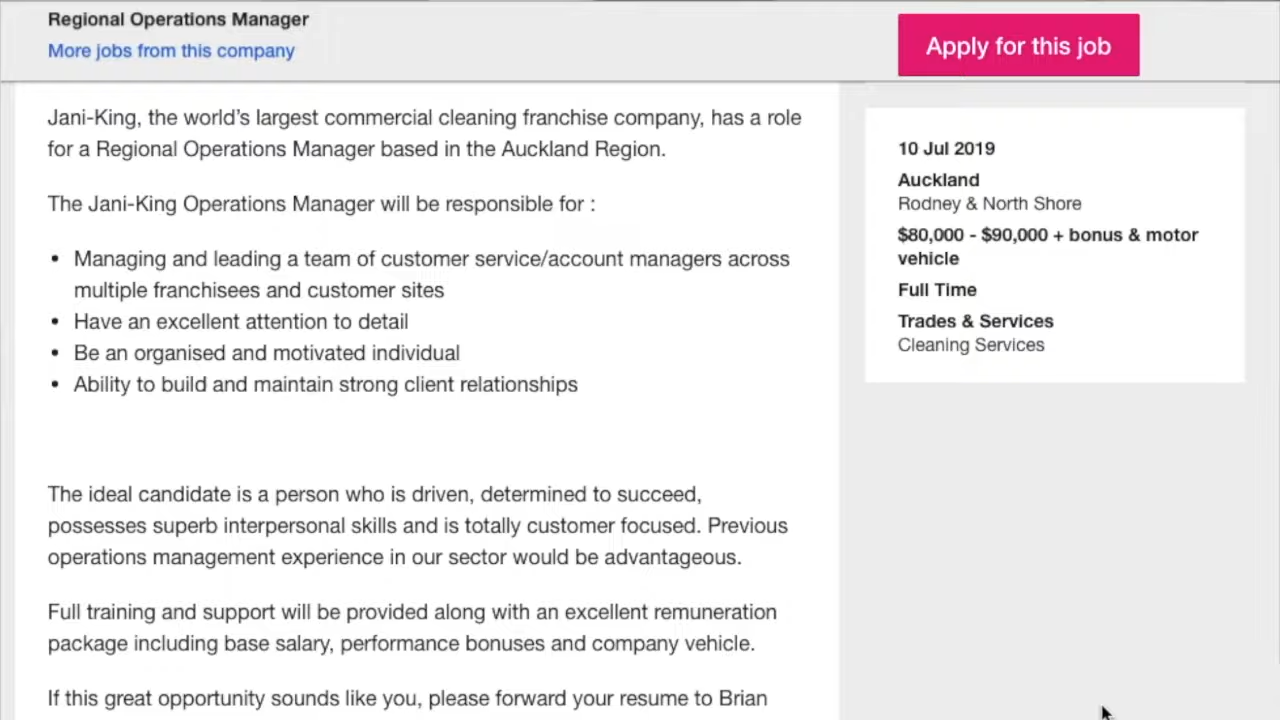 Regional Operations Manager
More jobs from this company
Apply for this job
Jani-King, the world’s largest commercial cleaning franchise company, has a role
for a Regional Operations Manager based in the Auckland Region.
The Jani-King Operations Manager will be responsible for :
• Managing and leading a team of customer service/account managers across
multiple franchisees and customer sites
• Have an excellent attention to detail
• Be an organised and motivated individual
• Ability to build and maintain strong client relationships
The ideal candidate is a person who is driven, determined to succeed,
possesses superb interpersonal skills and is totally customer focused. Previous
operations management experience in our sector would be advantageous.
Full training and support will be provided along with an excellent remuneration
package including base salary, performance bonuses and company vehicle.
If this great opportunity sounds like you, please forward your resume to Brian
10 Jul 2019
Auckland
Rodney & North Shore
$80,000 - $90,000 + bonus & motor
vehicle
Full Time
Trades & Services
Cleaning Services